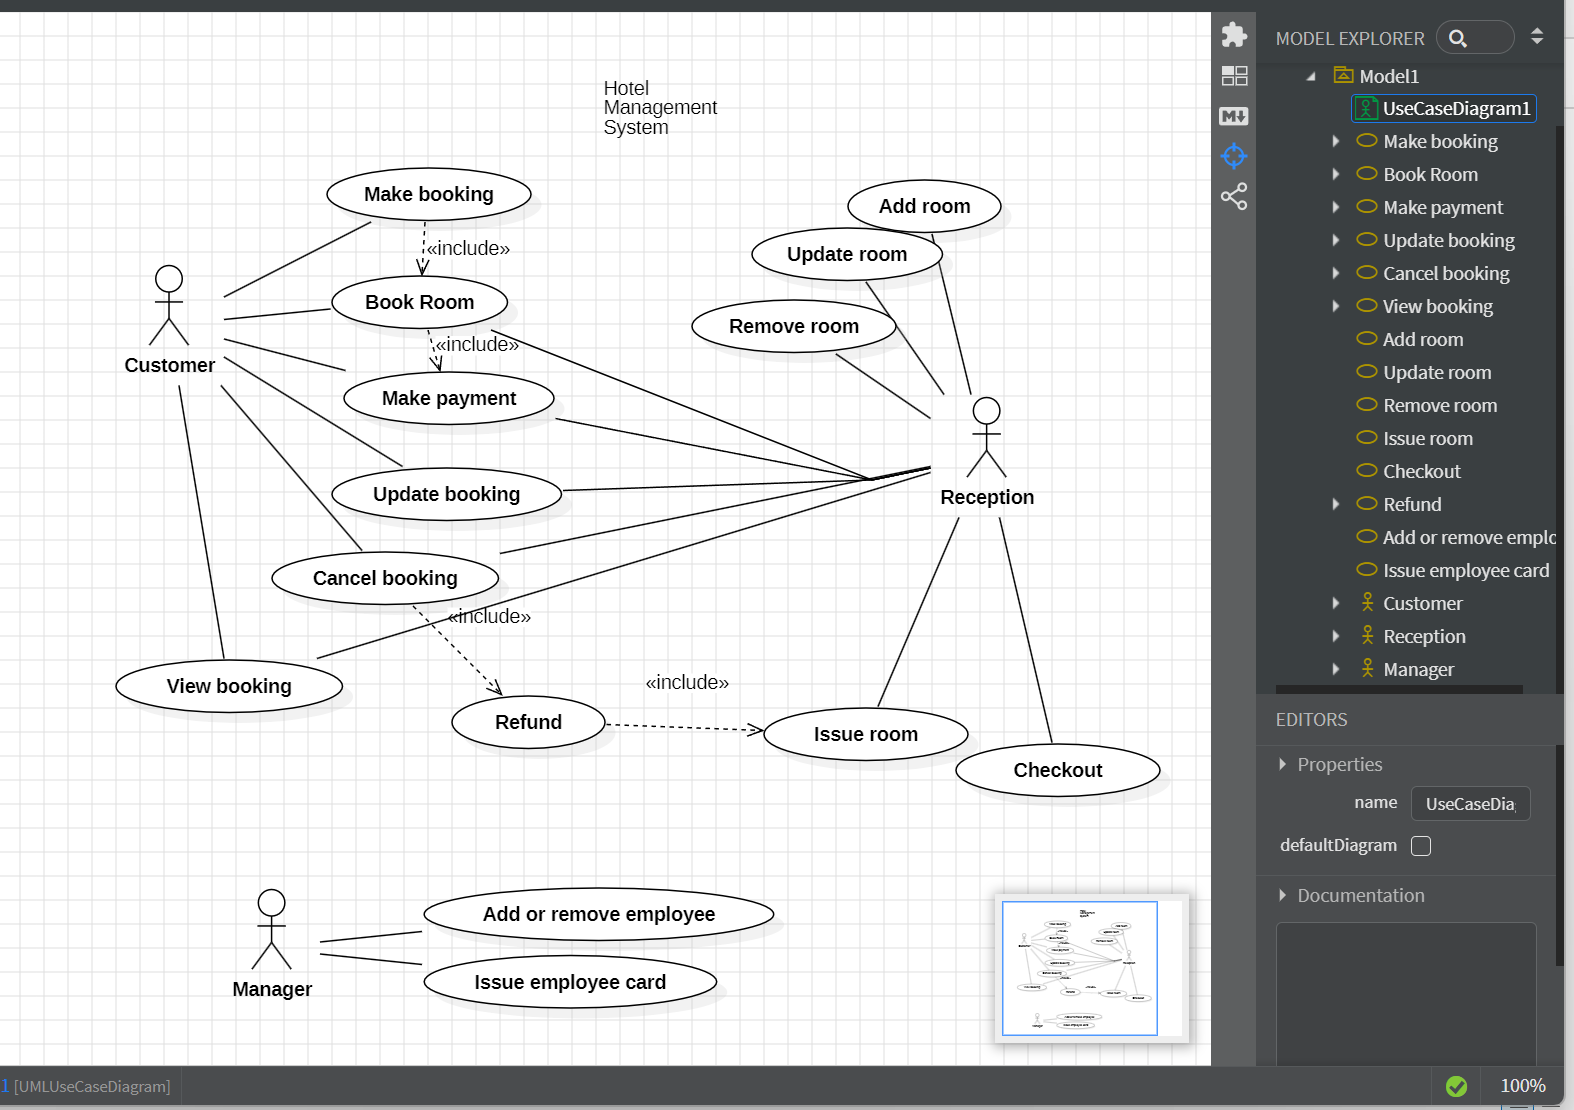 Hotel
Management
System
Make booking
«include»
Book Room
«include»
Make payment
Customer
Update booking
Cancel booking
«include»
View booking
Refund
«include»
Add room
Update room
Remove room
Reception
Issue room
Checkout
Manager
Add or remove employee
Issue employee card
MODEL EXPLORER
Model1
UseCaseDiagram1
Make booking
Book Room
Make payment
Update booking
Cancel booking
View booking
Add room
Update room
Remove room
Issue room
Checkout
Refund
Add or remove emplo
Issue employee card
Customer
Reception
Manager
EDITORS
Properties
name UseCaseDia
defaultDiagram
Documentation
1 [UMLUseCaseDiagram]
100%